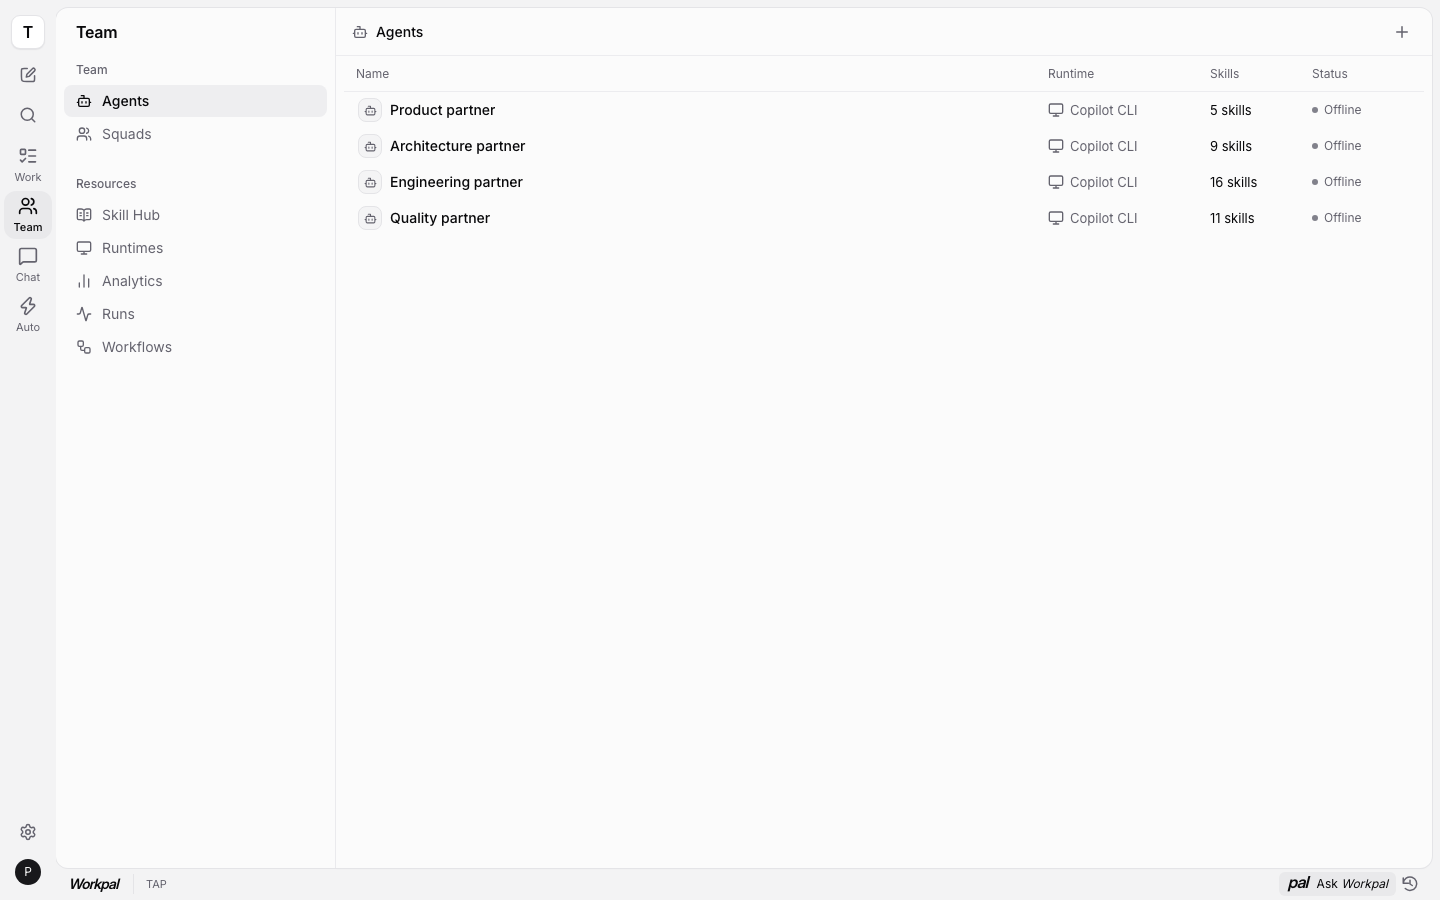 T
Work
Team
Chat
Auto
P
Team
Team
Agents
Squads
Resources
Skill Hub
Runtimes
Analytics
Runs
Workflows
Agents
Name Runtime Skills Status
Product partner Copilot CLI 5 skills Offline
Architecture partner Copilot CLI 9 skills Offline
Engineering partner Copilot CLI 16 skills Offline
Quality partner Copilot CLI 11 skills Offline
Workpal TAP pal Ask Workpal